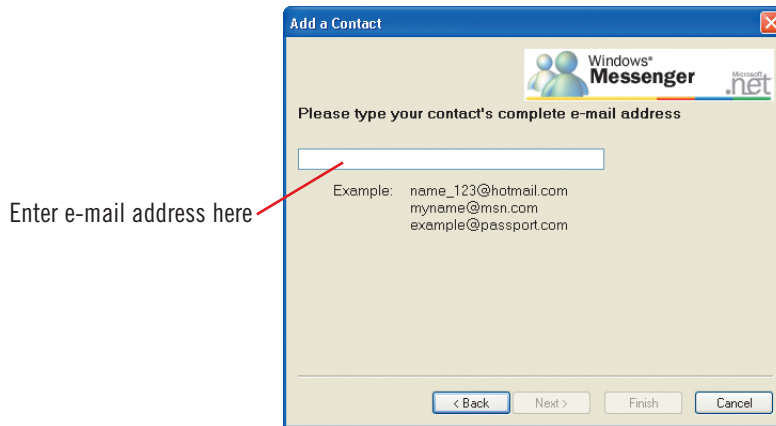 Add a Contact
Windows®
Messenger
Microsoft
.net
Please type your contact's complete e-mail address
Enter e-mail address here
Example: name_123@hotmail.com
myname@msn.com
example@passport.com
< Back Next > Finish Cancel